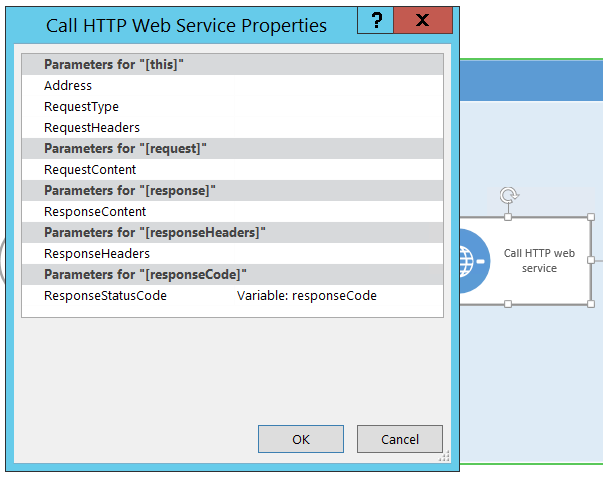 Call HTTP Web Service Properties
?
X
Parameters for "[this]"
Address
RequestType
RequestHeaders
Parameters for "[request]"
RequestContent
Parameters for "[response]"
ResponseContent
Parameters for "[responseHeaders]"
ResponseHeaders
Parameters for "[responseCode]"
ResponseStatusCode Variable: responseCode
OK Cancel
Call HTTP web
service